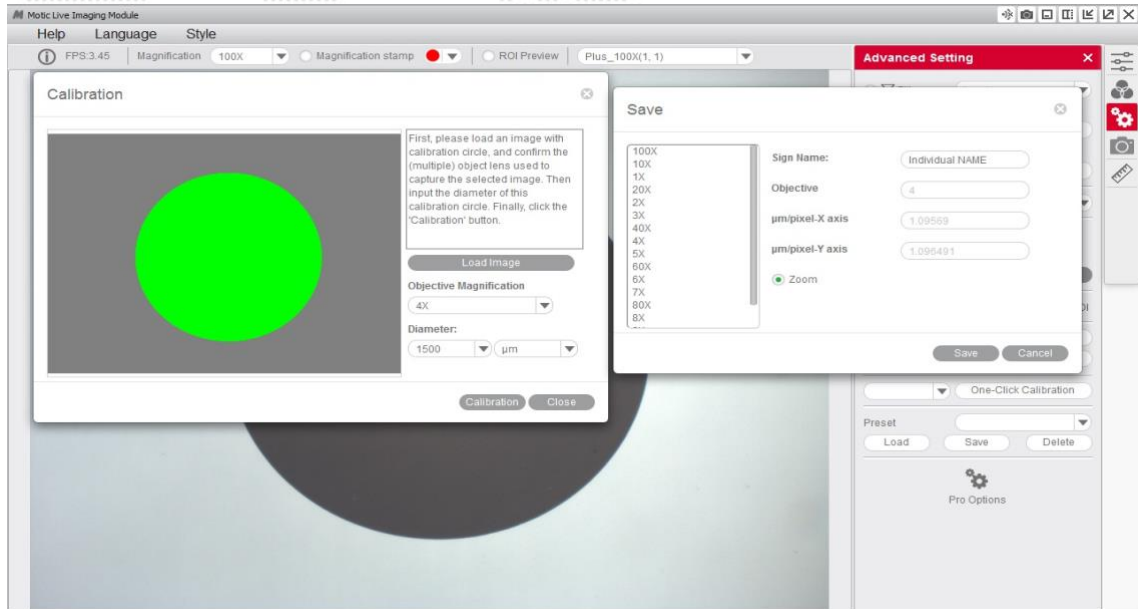 Motic Live Imaging Module
Help Language Style
FPS:3.45 Magnification 100X Magnification stamp ROI Preview Plus_100X(1, 1)
Calibration
First, please load an image with
calibration circle, and confirm the
(multiple) object lens used to
capture the selected image. Then
input the diameter of this
calibration circle. Finally, click the
'Calibration' button.
Load Image
Objective Magnification
4X
Diameter:
1500 µm
Calibration Close
Save
100X
10X
1X
20X
2X
3X
40X
4X
5X
60X
6X
7X
80X
8X
Sign Name: Individual NAME
Objective 4
µm/pixel-X axis 1.09569
µm/pixel-Y axis 1.095491
Zoom
Save Cancel
Advanced Setting
One-Click Calibration
Preset
Load Save Delete
Pro Options